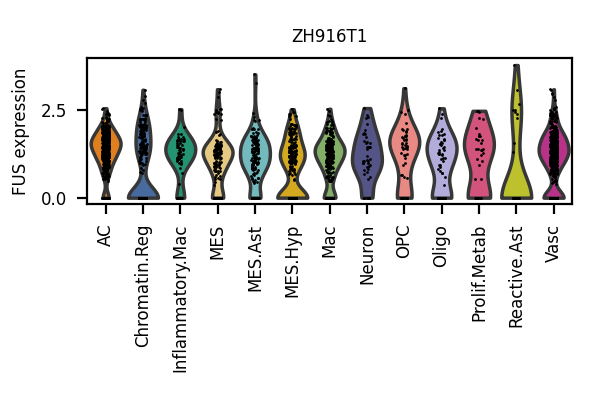 ZH916T1
FUS expression
2.5
0.0
AC
Chromatin.Reg
Inflammatory.Mac
MES
MES.Ast
MES.Hyp
Mac
Neuron
OPC
Oligo
Prolif.Metab
Reactive.Ast
Vasc